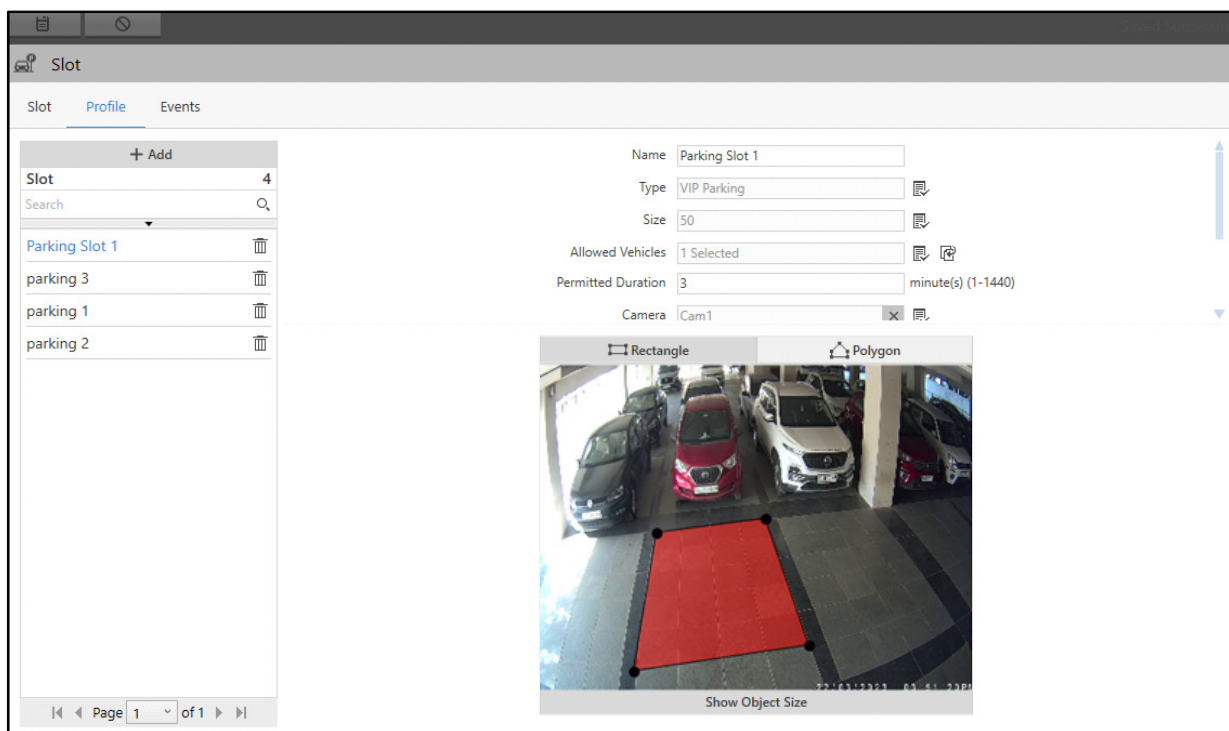 Slot
Slot Profile Events
+ Add
Slot 4
Search
Parking Slot 1
parking 3
parking 1
parking 2
Page 1 of 1
Name Parking Slot 1
Type VIP Parking
Size 50
Allowed Vehicles 1 Selected
Permitted Duration 3 minute(s) (1-1440)
Camera Cam1
Rectangle Polygon
Show Object Size